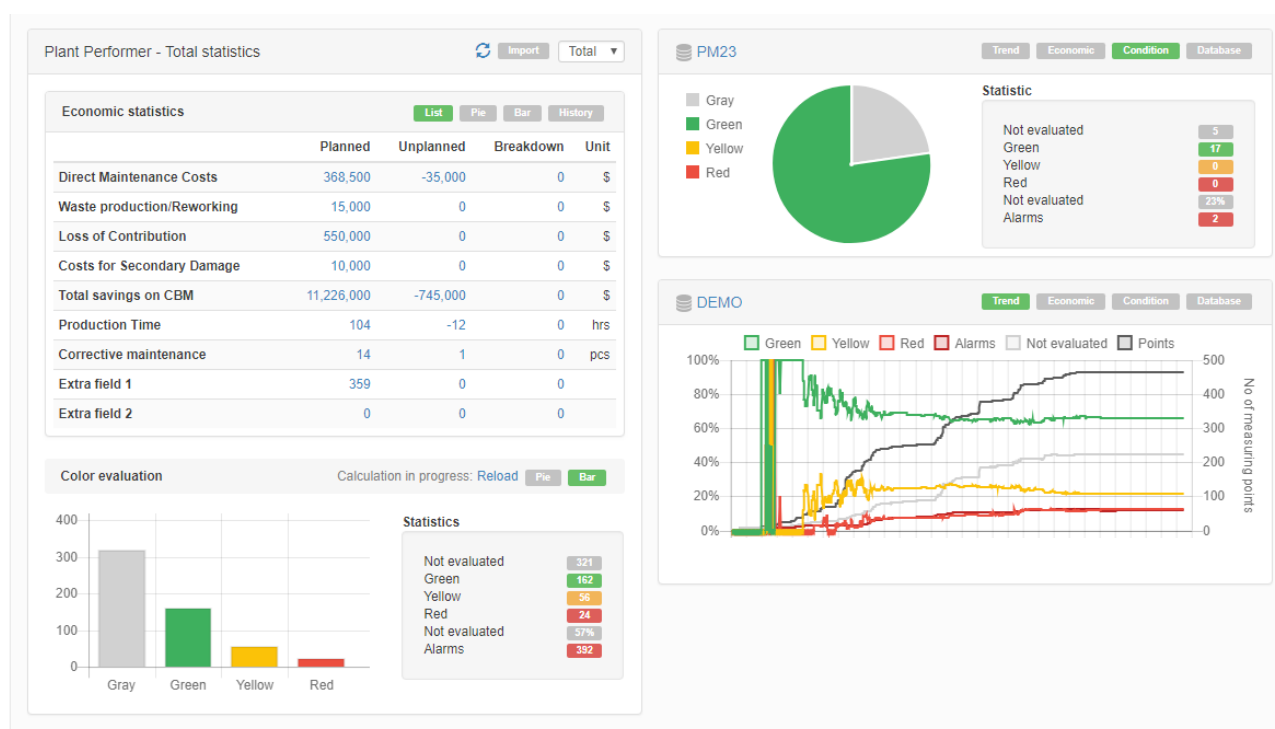 Plant Performer - Total statistics
Import
Total ▼
Economic statistics
List Pie Bar History
Planned Unplanned Breakdown Unit
Direct Maintenance Costs 368,500 -35,000 0 $
Waste production/Reworking 15,000 0 0 $
Loss of Contribution 550,000 0 0 $
Costs for Secondary Damage 10,000 0 0 $
Total savings on CBM 11,226,000 -745,000 0 $
Production Time 104 -12 0 hrs
Corrective maintenance 14 1 0 pcs
Extra field 1 359 0 0
Extra field 2 0 0 0
Color evaluation
Calculation in progress: Reload Pie Bar
400
300
200
100
0
Gray Green Yellow Red
Statistics
Not evaluated 321
Green 162
Yellow 56
Red 24
Not evaluated 57%
Alarms 392
PM23
Trend Economic Condition Database
Gray
Green
Yellow
Red
Statistic
Not evaluated 5
Green 17
Yellow 0
Red 0
Not evaluated 23%
Alarms 2
DEMO
Trend Economic Condition Database
Green Yellow Red Alarms Not evaluated Points
100% 500
80% 400
60% 300
40% 200
20% 100
0% 0
No of measuring points